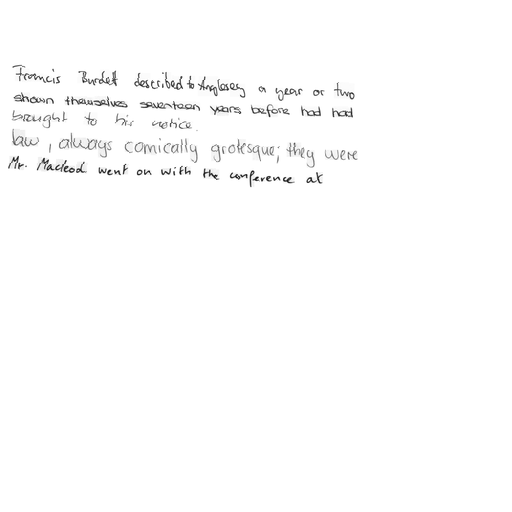 Francis Burdett described to Anglesey a year or two
shown themselves seventeen years before had had
brought to his notice.
law, always comically grotesque; they were
Mr. Macleod went on with the conference at